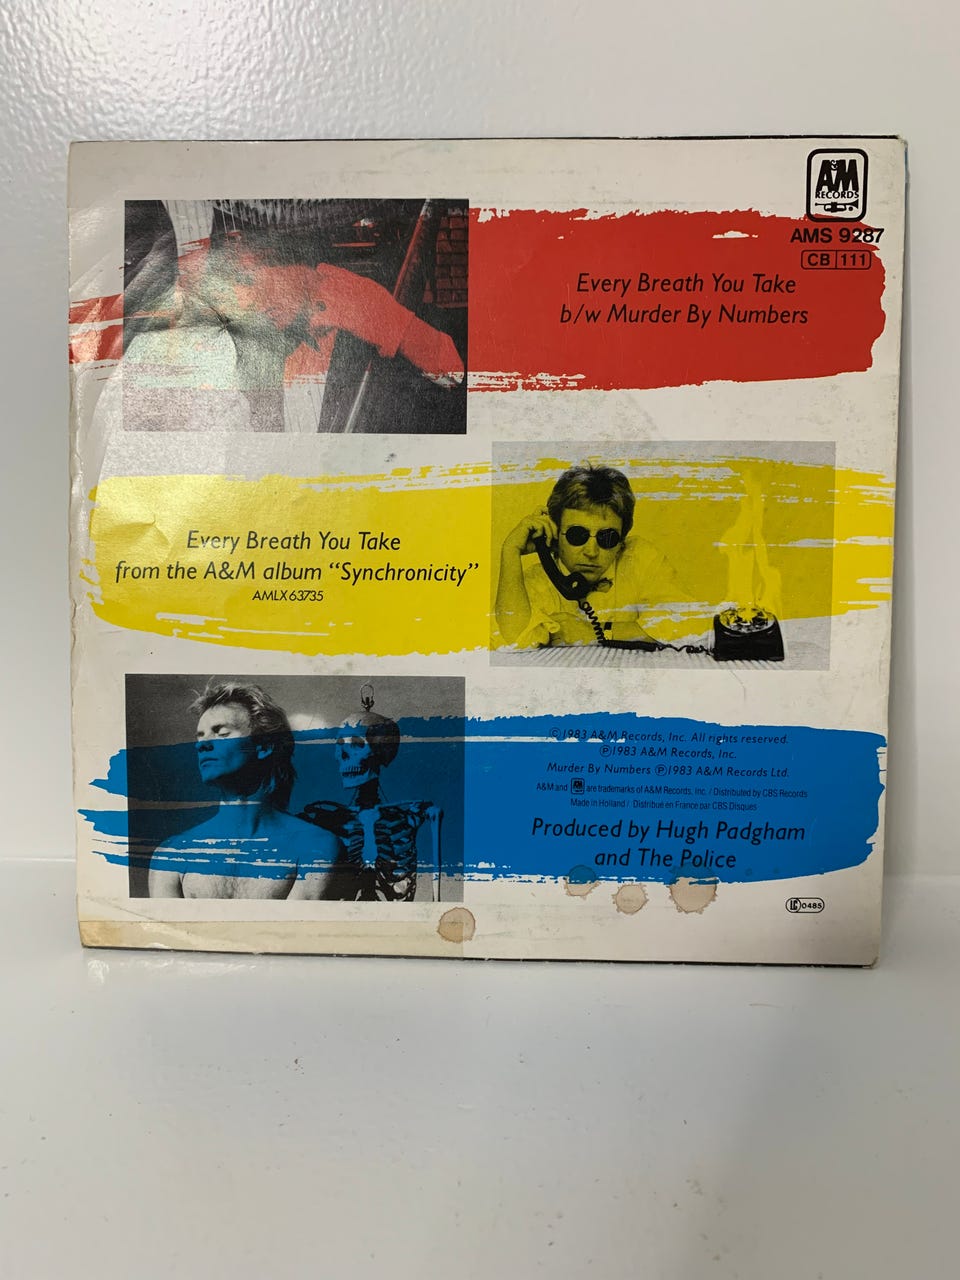 A&M
RECORDS
AMS 9287
CB 111
Every Breath You Take
b/w Murder By Numbers
Every Breath You Take
from the A&M album “Synchronicity”
AMLX 63735
©1983 A&M Records, Inc. All rights reserved.
℗1983 A&M Records, Inc.
Murder By Numbers ℗1983 A&M Records Ltd.
A&M and A&M RECORDS are trademarks of A&M Records, Inc. / Distributed by CBS Records
Made in Holland / Distribué en France par CBS Disques
Produced by Hugh Padgham
and The Police
LC 0485